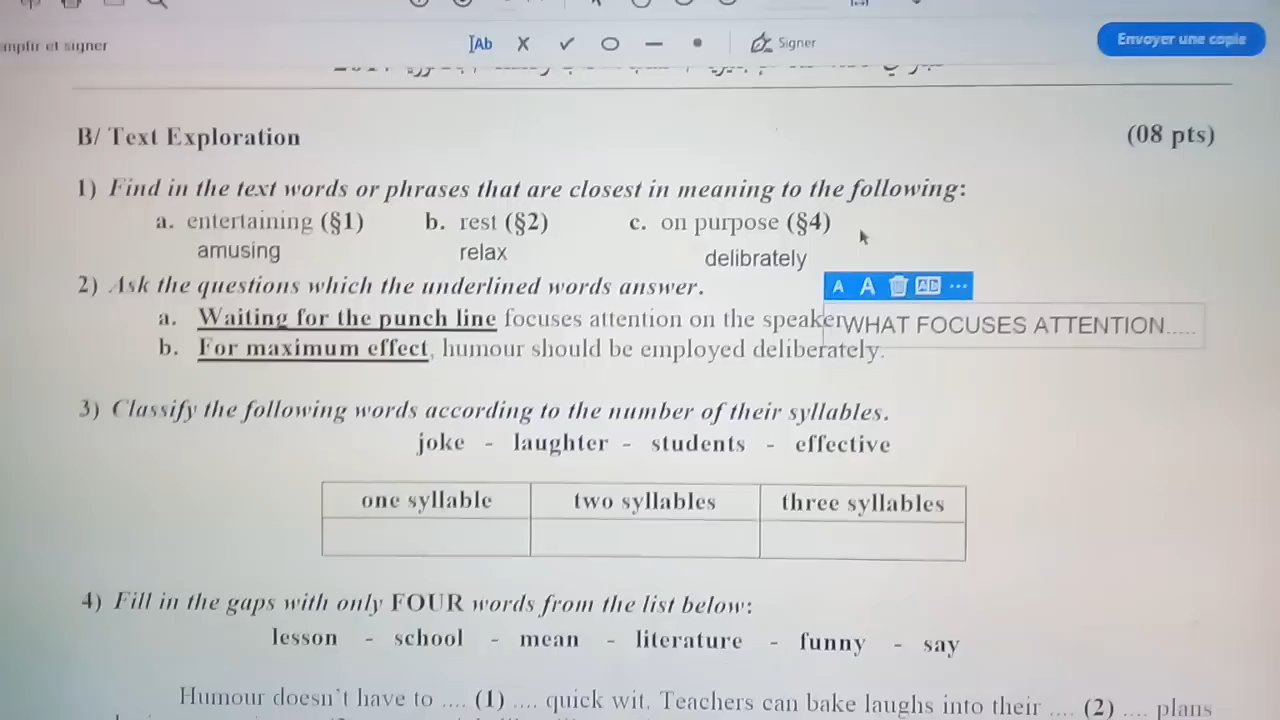 emplir et signer
Ab
Signer
Envoyer une copie
B/ Text Exploration (08 pts)
1) Find in the text words or phrases that are closest in meaning to the following:
a. entertaining (§1) b. rest (§2) c. on purpose (§4)
amusing relax delibrately
2) Ask the questions which the underlined words answer.
A A AB ...
a. Waiting for the punch line focuses attention on the speaker WHAT FOCUSES ATTENTION.....
b. For maximum effect, humour should be employed deliberately.
3) Classify the following words according to the number of their syllables.
joke - laughter - students - effective
one syllable two syllables three syllables
4) Fill in the gaps with only FOUR words from the list below:
lesson - school - mean - literature - funny - say
Humour doesn't have to .... (1) .... quick wit. Teachers can bake laughs into their .... (2) .... plans